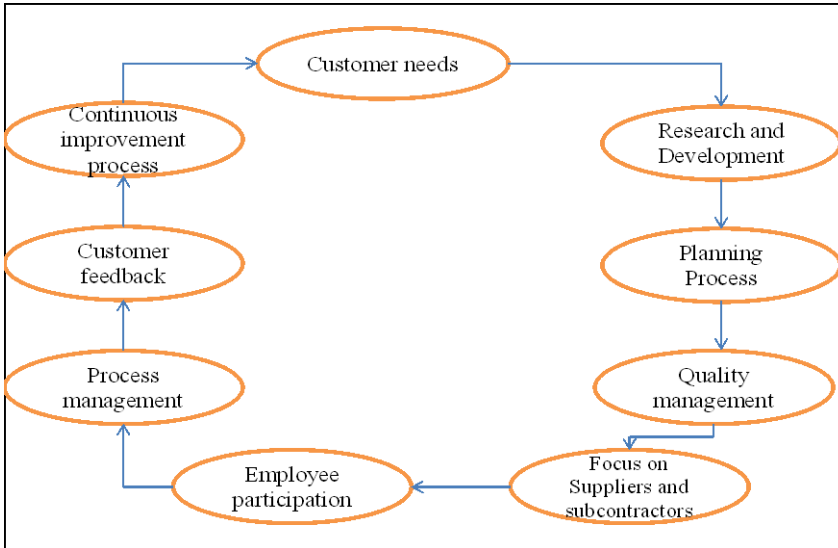 Customer needs
Research and
Development
Planning
Process
Quality
management
Focus on
Suppliers and
subcontractors
Employee
participation
Process
management
Customer
feedback
Continuous
improvement
process